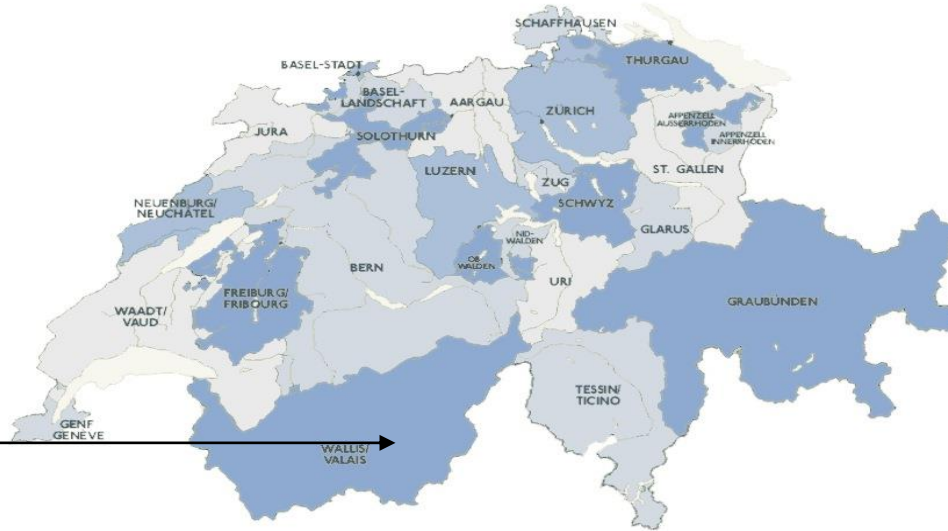 SCHAFFHAUSEN
BASEL-STADT
THURGAU
BASEL-
LANDSCHAFT
AARGAU
ZÜRICH
JURA
SOLOTHURN
APPENZELL
AUSSERRHODEN
APPENZELL
INNERRHODEN
LUZERN
ZUG
ST. GALLEN
NEUENBURG/
NEUCHÂTEL
SCHWYZ
NID-
WALDEN
GLARUS
OB
WALDEN
BERN
URI
FREIBURG/
FRIBOURG
GRAUBÜNDEN
WAADT/
VAUD
TESSIN/
TICINO
GENF
GENÈVE
WALLIS/
VALAIS